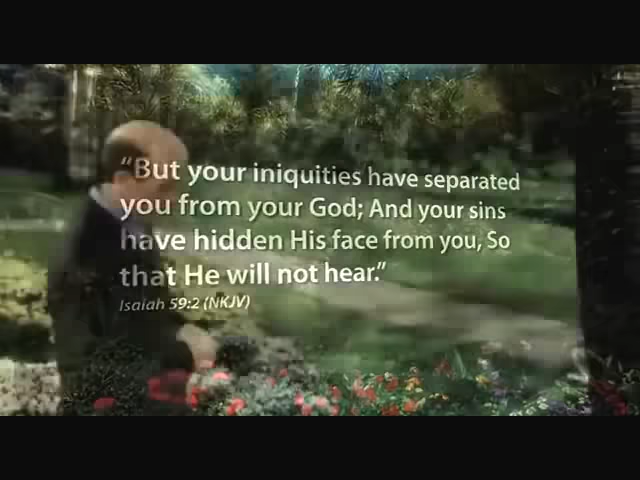 “But your iniquities have separated
you from your God; And your sins
have hidden His face from you, So
that He will not hear.”
Isaiah 59:2 (NKJV)